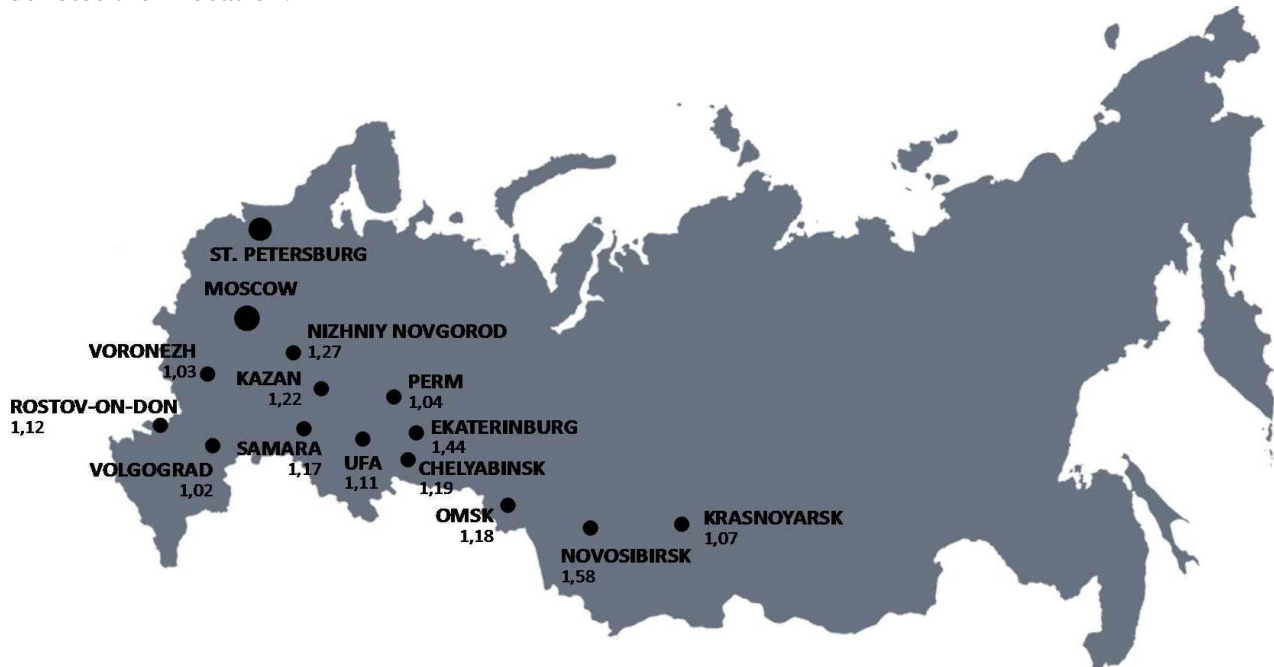 ST. PETERSBURG
MOSCOW
NIZHNIY NOVGOROD
1,27
VORONEZH
1,03
KAZAN
1,22
PERM
1,04
ROSTOV-ON-DON
1,12
EKATERINBURG
1,44
SAMARA
1,17
UFA
1,11
VOLGOGRAD
1,02
CHELYABINSK
1,19
OMSK
1,18
KRASNOYARSK
1,07
NOVOSIBIRSK
1,58